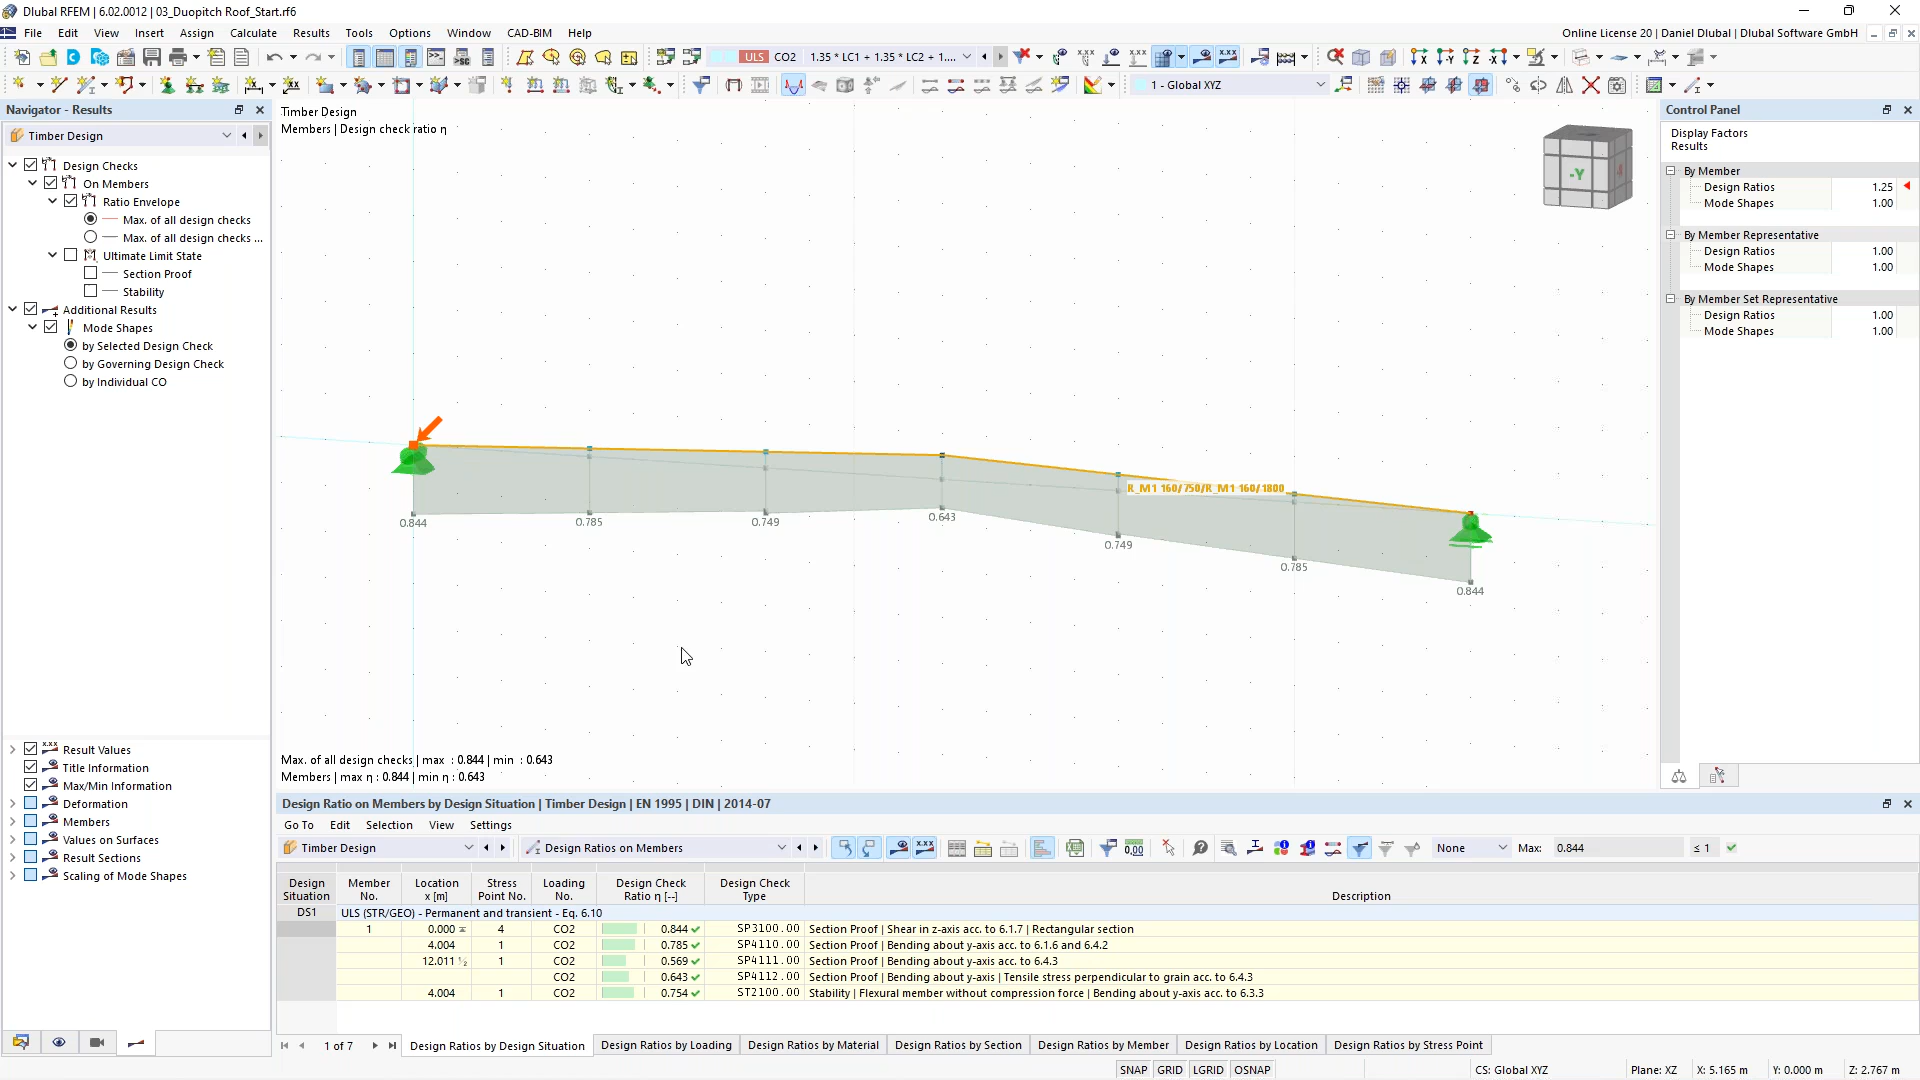 Dlubal RFEM | 6.02.0012 | 03_Duopitch Roof_Start.rf6
File Edit View Insert Assign Calculate Results Tools Options Window CAD-BIM Help
Online License 20 | Daniel Dlubal | Dlubal Software GmbH
ULS CO2 1.35 * LC1 + 1.35 * LC2 + 1....
1 - Global XYZ
Navigator - Results
Timber Design
Design Checks
On Members
Ratio Envelope
Max. of all design checks
Max. of all design checks ...
Ultimate Limit State
Section Proof
Stability
Additional Results
Mode Shapes
by Selected Design Check
by Governing Design Check
by Individual CO
Result Values
Title Information
Max/Min Information
Deformation
Members
Values on Surfaces
Result Sections
Scaling of Mode Shapes
Timber Design
Members | Design check ratio η
-Y
R_M1 160/750/R_M1 160/1800
0.844
0.785
0.749
0.643
0.749
0.785
0.844
Max. of all design checks | max : 0.844 | min : 0.643
Members | max η : 0.844 | min η : 0.643
Control Panel
Display Factors
Results
By Member
Design Ratios 1.25
Mode Shapes 1.00
By Member Representative
Design Ratios 1.00
Mode Shapes 1.00
By Member Set Representative
Design Ratios 1.00
Mode Shapes 1.00
Design Ratio on Members by Design Situation | Timber Design | EN 1995 | DIN | 2014-07
Go To Edit Selection View Settings
Timber Design Design Ratios on Members None Max: 0.844 ≤ 1
Design Situation Member No. Location x [m] Stress Point No. Loading No. Design Check Ratio η [--] Design Check Type Description
DS1 ULS (STR/GEO) - Permanent and transient - Eq. 6.10
1 0.000 4 CO2 0.844 SP3100.00 Section Proof | Shear in z-axis acc. to 6.1.7 | Rectangular section
4.004 1 CO2 0.785 SP4110.00 Section Proof | Bending about y-axis acc. to 6.1.6 and 6.4.2
12.011 ½ 1 CO2 0.569 SP4111.00 Section Proof | Bending about y-axis acc. to 6.4.3
CO2 0.643 SP4112.00 Section Proof | Bending about y-axis | Tensile stress perpendicular to grain acc. to 6.4.3
4.004 1 CO2 0.754 ST2100.00 Stability | Flexural member without compression force | Bending about y-axis acc. to 6.3.3
1 of 7 Design Ratios by Design Situation Design Ratios by Loading Design Ratios by Material Design Ratios by Section Design Ratios by Member Design Ratios by Location Design Ratios by Stress Point
SNAP GRID LGRID OSNAP CS: Global XYZ Plane: XZ X: 5.165 m Y: 0.000 m Z: 2.767 m